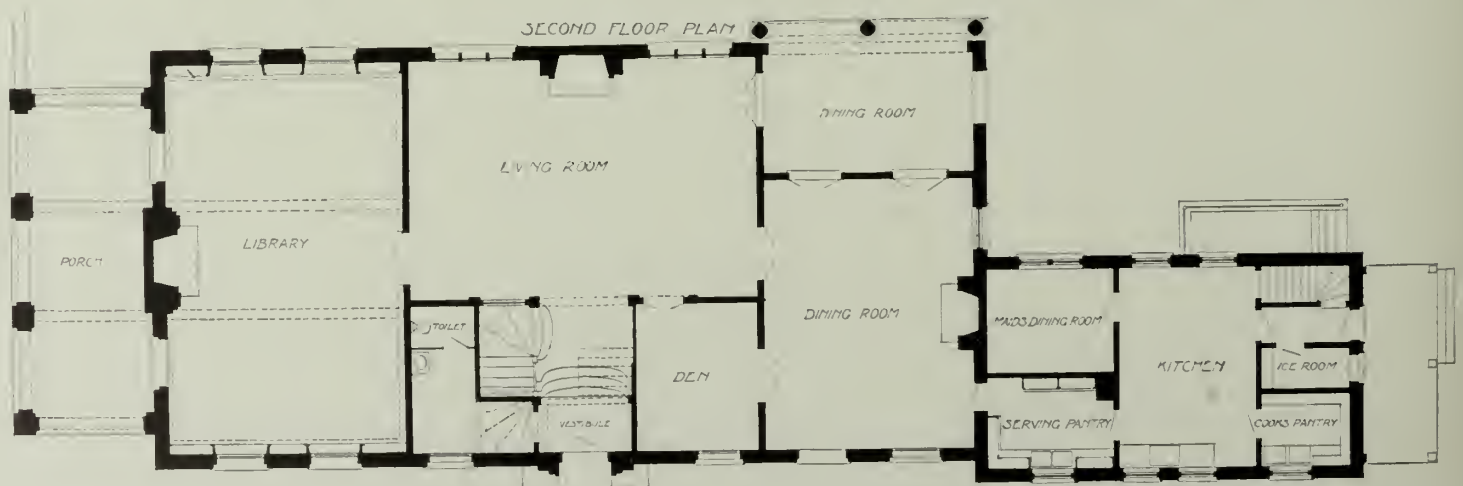 SECOND FLOOR PLAN
DINING ROOM
LIVING ROOM
LIBRARY
PORCH
TOILET
DINING ROOM
MAIDS DINING ROOM
KITCHEN
ICE ROOM
DEN
VESTIBULE
SERVING PANTRY
COOKS PANTRY